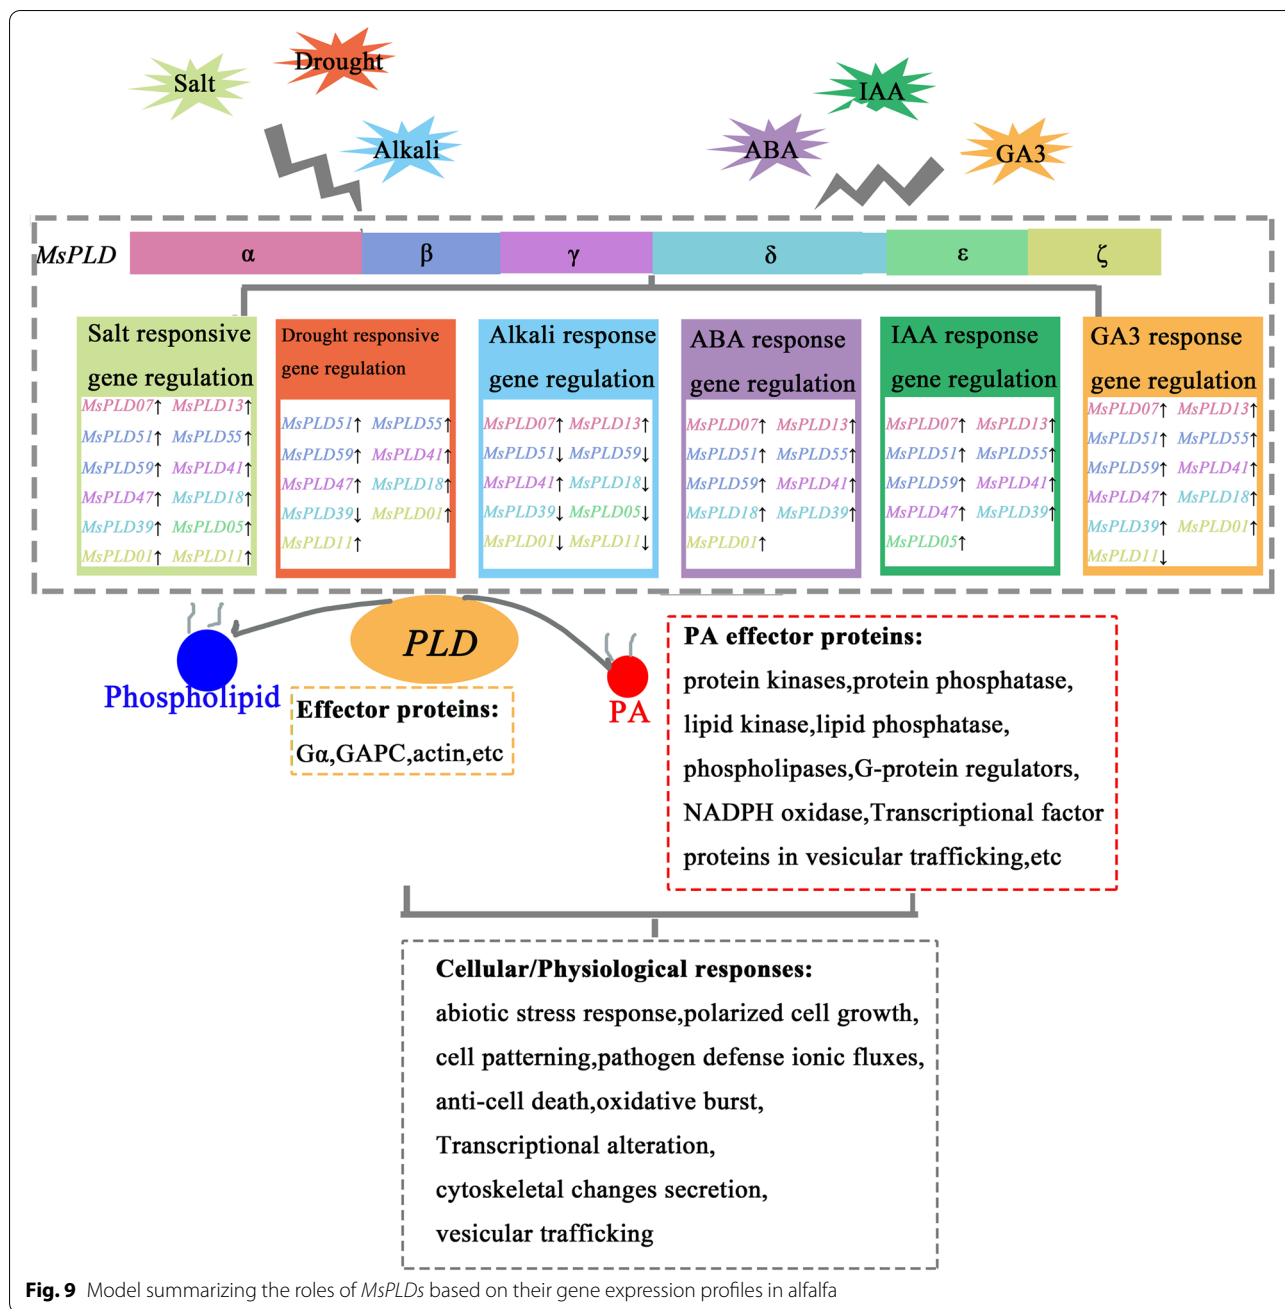 Salt
Drought
Alkali
ABA
IAA
GA3
MsPLD α β γ δ ε ζ
Salt responsive
gene regulation
MsPLD07↑ MsPLD13↑
MsPLD51↑ MsPLD55↑
MsPLD59↑ MsPLD41↑
MsPLD47↑ MsPLD18↑
MsPLD39↑ MsPLD05↑
MsPLD01↑ MsPLD11↑
Drought responsive
gene regulation
MsPLD51↑ MsPLD55↑
MsPLD59↑ MsPLD41↑
MsPLD47↑ MsPLD18↑
MsPLD39↓ MsPLD01↑
MsPLD11↑
Alkali response
gene regulation
MsPLD07↑ MsPLD13↑
MsPLD51↓ MsPLD59↓
MsPLD41↑ MsPLD18↓
MsPLD39↓ MsPLD05↓
MsPLD01↓ MsPLD11↓
ABA response
gene regulation
MsPLD07↑ MsPLD13↑
MsPLD51↑ MsPLD55↑
MsPLD59↑ MsPLD41↑
MsPLD18↑ MsPLD39↑
MsPLD01↑
IAA response
gene regulation
MsPLD07↑ MsPLD13↑
MsPLD51↑ MsPLD55↑
MsPLD59↑ MsPLD41↑
MsPLD47↑ MsPLD39↑
MsPLD05↑
GA3 response
gene regulation
MsPLD07↑ MsPLD13↑
MsPLD51↑ MsPLD55↑
MsPLD59↑ MsPLD41↑
MsPLD47↑ MsPLD18↑
MsPLD39↑ MsPLD01↑
MsPLD11↓
Phospholipid
PLD
PA
Effector proteins:
Gα,GAPC,actin,etc
PA effector proteins:
protein kinases,protein phosphatase,
lipid kinase,lipid phosphatase,
phospholipases,G-protein regulators,
NADPH oxidase,Transcriptional factor
proteins in vesicular trafficking,etc
Cellular/Physiological responses:
abiotic stress response,polarized cell growth,
cell patterning,pathogen defense ionic fluxes,
anti-cell death,oxidative burst,
Transcriptional alteration,
cytoskeletal changes secretion,
vesicular trafficking
Fig. 9 Model summarizing the roles of MsPLDs based on their gene expression profiles in alfalfa